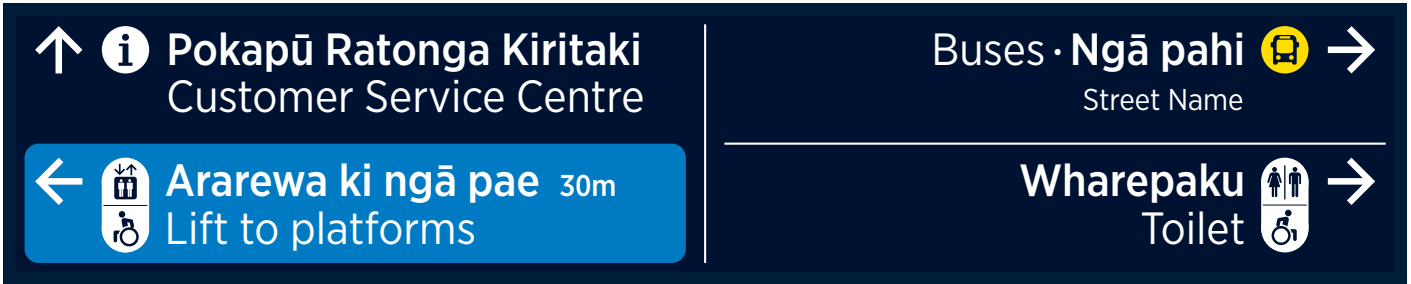 Pokapū Ratonga Kiritaki
Customer Service Centre
Ararewa ki ngā pae 30m
Lift to platforms
Buses · Ngā pahi
Street Name
Wharepaku
Toilet